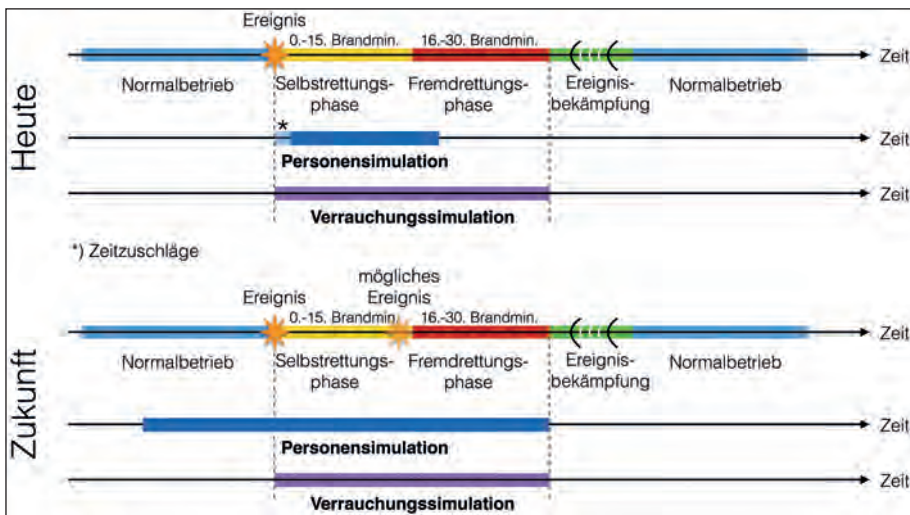 Heute
Ereignis
0.-15. Brandmin. 16.-30. Brandmin.
Zeit
Normalbetrieb Selbstrettungs- Fremdrettungs- Ereignis- Normalbetrieb
phase phase bekämpfung
*
Zeit
Personensimulation
Zeit
Verrauchungssimulation
*) Zeitzuschläge
Zukunft
mögliches
Ereignis Ereignis
0.-15. Brandmin. 16.-30. Brandmin.
Zeit
Normalbetrieb Selbstrettungs- Fremdrettungs- Ereignis- Normalbetrieb
phase phase bekämpfung
Zeit
Personensimulation
Zeit
Verrauchungssimulation